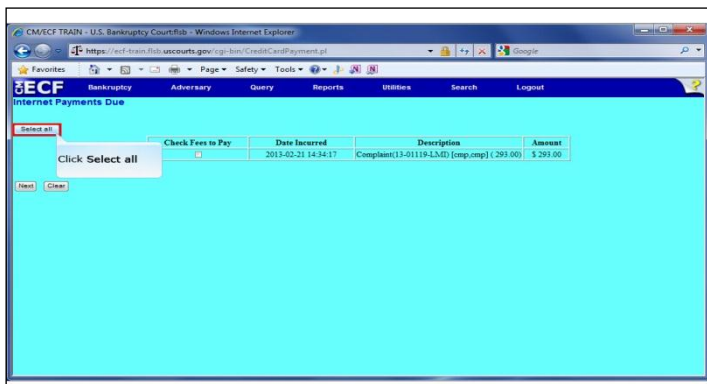 CM/ECF TRAIN - U.S. Bankruptcy Court:flsb - Windows Internet Explorer
https://ecf-train.flsb.uscourts.gov/cgi-bin/CreditCardPayment.pl
Google
Favorites Page Safety Tools
ECF Bankruptcy Adversary Query Reports Utilities Search Logout ?
Internet Payments Due
Select all
Check Fees to Pay Date Incurred Description Amount
2013-02-21 14:34:17 Complaint(13-01119-LMI) [cmp,cmp] ( 293.00) $ 293.00
Click Select all
Next Clear